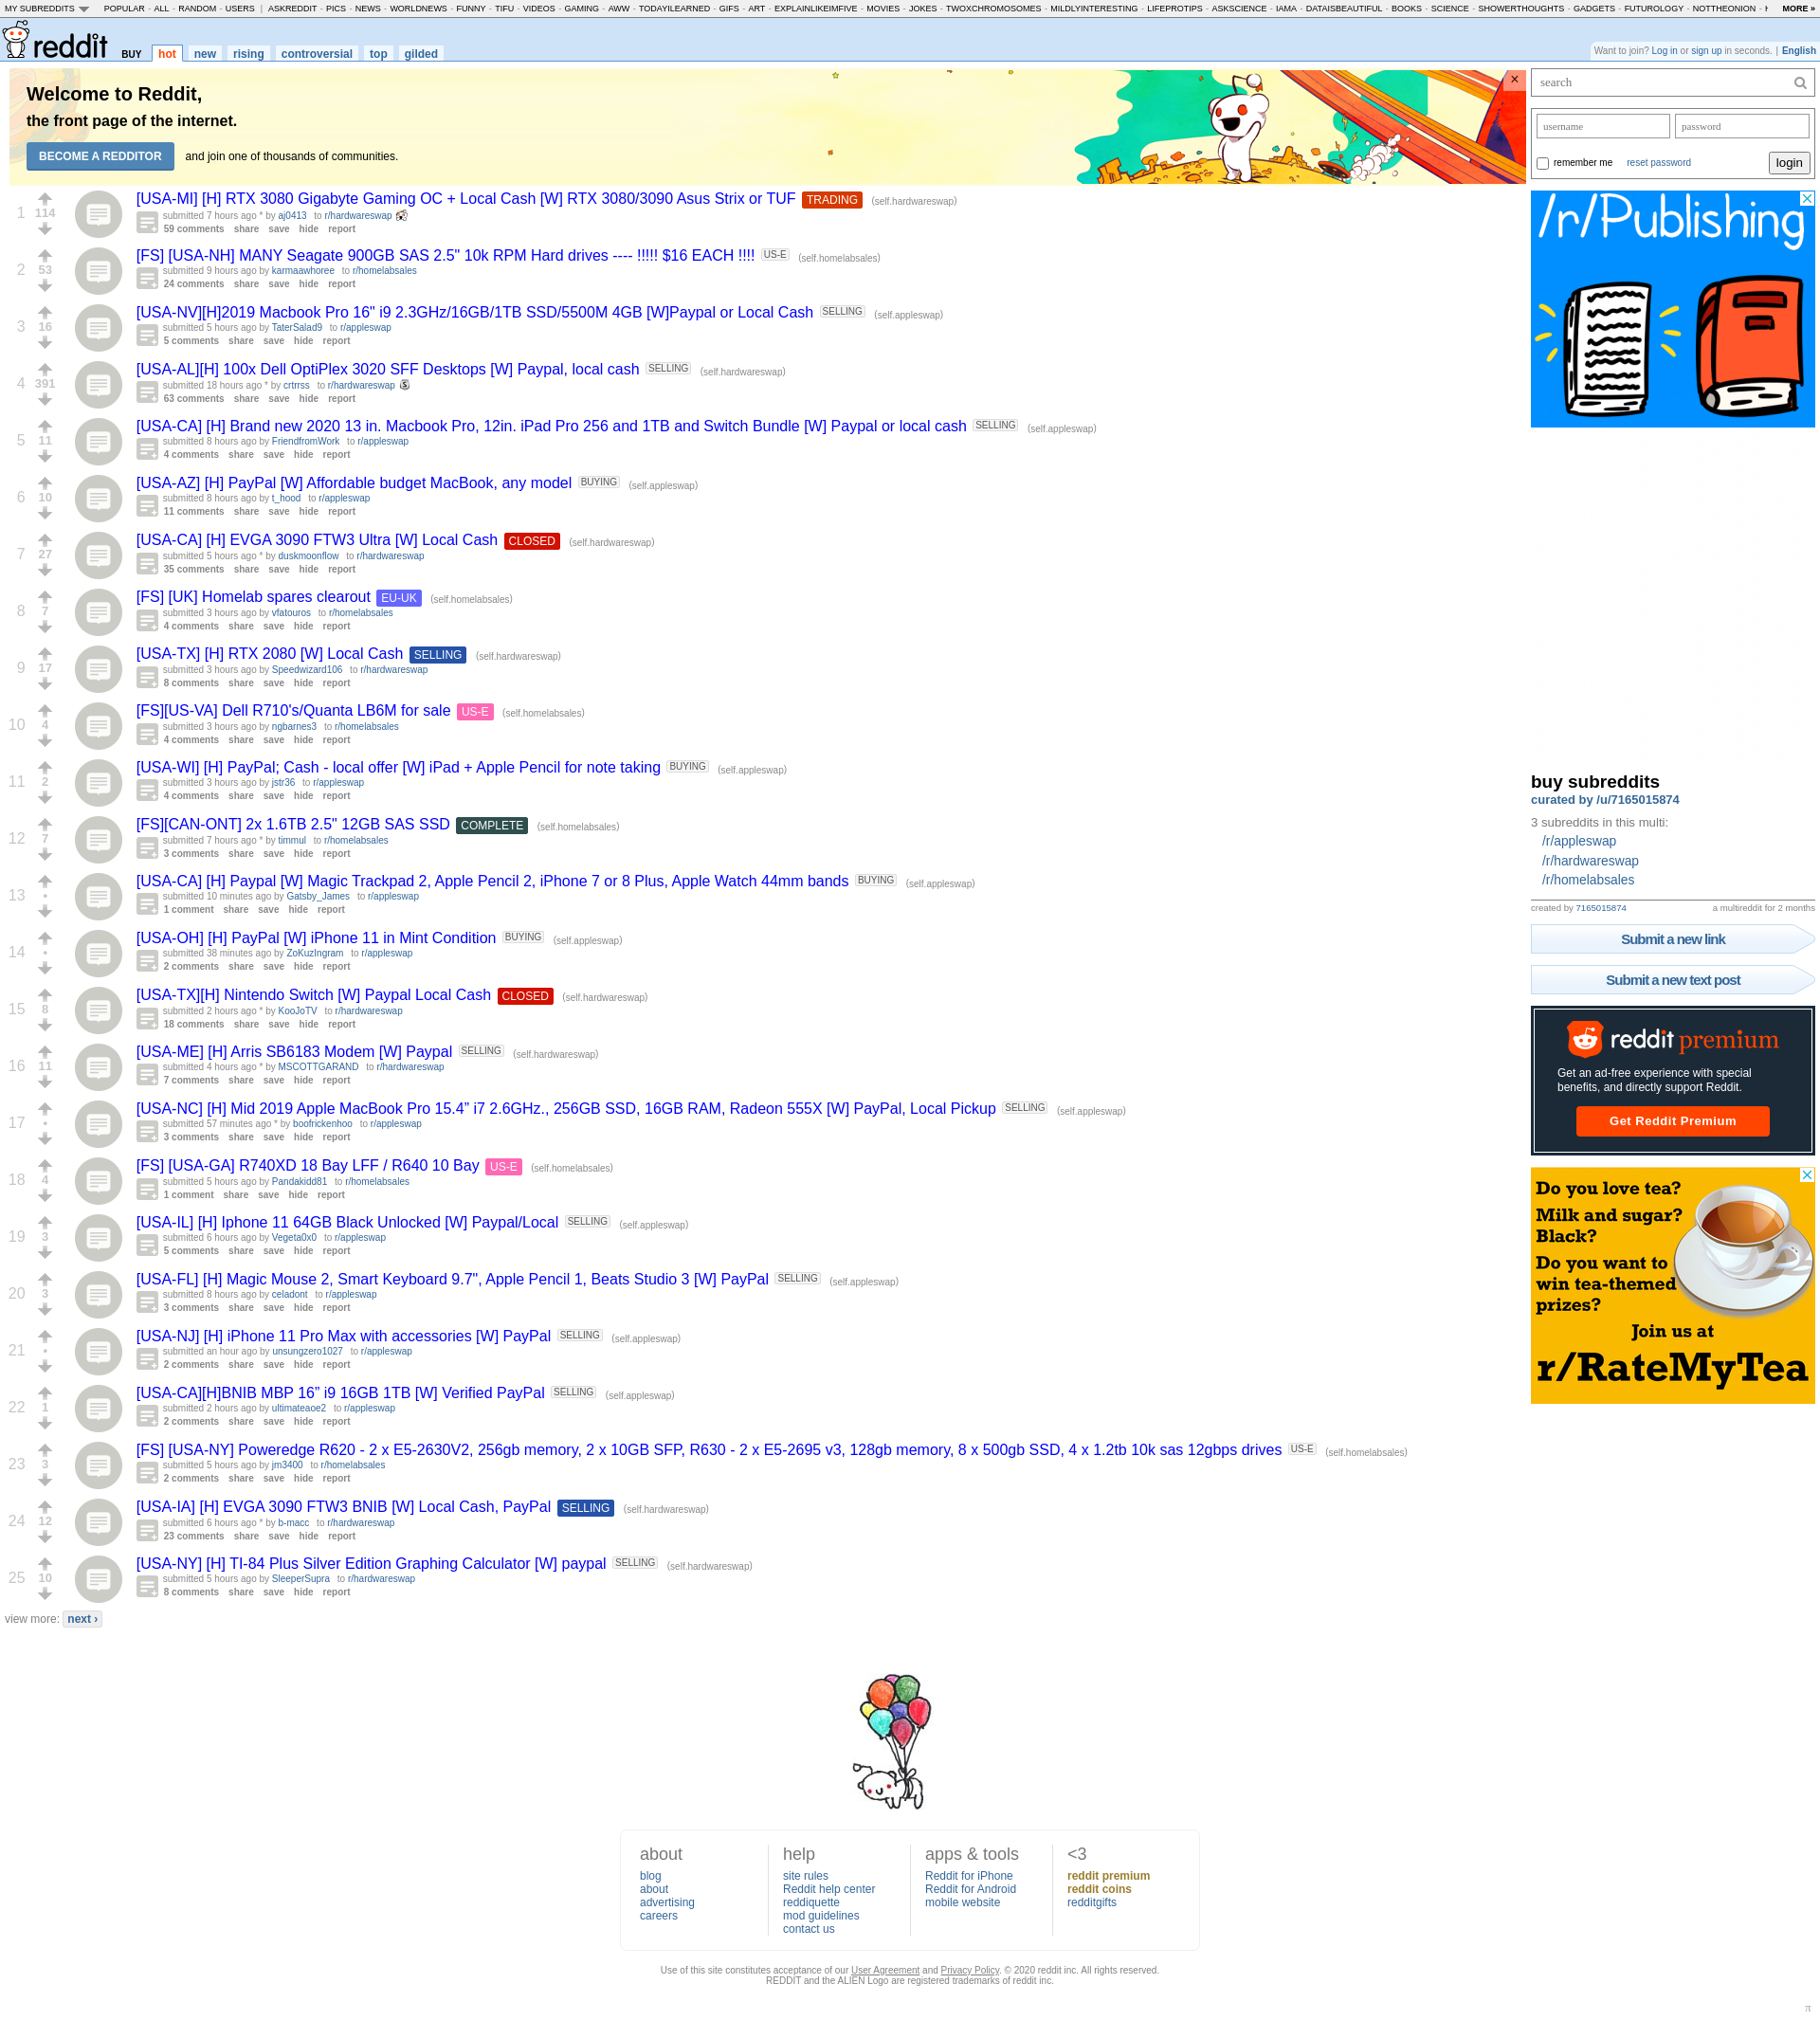 MY SUBREDDITS POPULAR - ALL - RANDOM - USERS | ASKREDDIT - PICS - NEWS - WORLDNEWS - FUNNY - TIFU - VIDEOS - GAMING - AWW - TODAYILEARNED - GIFS - ART - EXPLAINLIKEIMFIVE - MOVIES - JOKES - TWOXCHROMOSOMES - MILDLYINTERESTING - LIFEPROTIPS - ASKSCIENCE - IAMA - DATAISBEAUTIFUL - BOOKS - SCIENCE - SHOWERTHOUGHTS - GADGETS - FUTUROLOGY - NOTTHEONION - MORE »
reddit BUY hot new rising controversial top gilded
Want to join? Log in or sign up in seconds. | English
Welcome to Reddit,
the front page of the internet.
BECOME A REDDITOR and join one of thousands of communities.
×
search
username password
remember me reset password login
1 114 [USA-MI] [H] RTX 3080 Gigabyte Gaming OC + Local Cash [W] RTX 3080/3090 Asus Strix or TUF TRADING (self.hardwareswap)
submitted 7 hours ago * by aj0413 to r/hardwareswap
59 comments share save hide report
2 53 [FS] [USA-NH] MANY Seagate 900GB SAS 2.5" 10k RPM Hard drives ---- !!!!! $16 EACH !!!! US-E (self.homelabsales)
submitted 9 hours ago by karmaawhoree to r/homelabsales
24 comments share save hide report
3 16 [USA-NV][H]2019 Macbook Pro 16" i9 2.3GHz/16GB/1TB SSD/5500M 4GB [W]Paypal or Local Cash SELLING (self.appleswap)
submitted 5 hours ago by TaterSalad9 to r/appleswap
5 comments share save hide report
4 391 [USA-AL][H] 100x Dell OptiPlex 3020 SFF Desktops [W] Paypal, local cash SELLING (self.hardwareswap)
submitted 18 hours ago * by crtrrss to r/hardwareswap
63 comments share save hide report
5 11 [USA-CA] [H] Brand new 2020 13 in. Macbook Pro, 12in. iPad Pro 256 and 1TB and Switch Bundle [W] Paypal or local cash SELLING (self.appleswap)
submitted 8 hours ago by FriendfromWork to r/appleswap
4 comments share save hide report
6 10 [USA-AZ] [H] PayPal [W] Affordable budget MacBook, any model BUYING (self.appleswap)
submitted 8 hours ago by t_hood to r/appleswap
11 comments share save hide report
7 27 [USA-CA] [H] EVGA 3090 FTW3 Ultra [W] Local Cash CLOSED (self.hardwareswap)
submitted 5 hours ago * by duskmoonflow to r/hardwareswap
35 comments share save hide report
8 7 [FS] [UK] Homelab spares clearout EU-UK (self.homelabsales)
submitted 3 hours ago by vfatouros to r/homelabsales
4 comments share save hide report
9 17 [USA-TX] [H] RTX 2080 [W] Local Cash SELLING (self.hardwareswap)
submitted 3 hours ago by Speedwizard106 to r/hardwareswap
8 comments share save hide report
10 4 [FS][US-VA] Dell R710's/Quanta LB6M for sale US-E (self.homelabsales)
submitted 3 hours ago by ngbarnes3 to r/homelabsales
4 comments share save hide report
11 2 [USA-WI] [H] PayPal; Cash - local offer [W] iPad + Apple Pencil for note taking BUYING (self.appleswap)
submitted 3 hours ago by jstr36 to r/appleswap
4 comments share save hide report
12 7 [FS][CAN-ONT] 2x 1.6TB 2.5" 12GB SAS SSD COMPLETE (self.homelabsales)
submitted 7 hours ago * by timmul to r/homelabsales
3 comments share save hide report
13 • [USA-CA] [H] Paypal [W] Magic Trackpad 2, Apple Pencil 2, iPhone 7 or 8 Plus, Apple Watch 44mm bands BUYING (self.appleswap)
submitted 10 minutes ago by Gatsby_James to r/appleswap
1 comment share save hide report
14 • [USA-OH] [H] PayPal [W] iPhone 11 in Mint Condition BUYING (self.appleswap)
submitted 38 minutes ago by ZoKuzIngram to r/appleswap
2 comments share save hide report
15 8 [USA-TX][H] Nintendo Switch [W] Paypal Local Cash CLOSED (self.hardwareswap)
submitted 2 hours ago * by KooJoTV to r/hardwareswap
18 comments share save hide report
16 11 [USA-ME] [H] Arris SB6183 Modem [W] Paypal SELLING (self.hardwareswap)
submitted 4 hours ago * by MSCOTTGARAND to r/hardwareswap
7 comments share save hide report
17 • [USA-NC] [H] Mid 2019 Apple MacBook Pro 15.4” i7 2.6GHz., 256GB SSD, 16GB RAM, Radeon 555X [W] PayPal, Local Pickup SELLING (self.appleswap)
submitted 57 minutes ago * by boofrickenhoo to r/appleswap
3 comments share save hide report
18 4 [FS] [USA-GA] R740XD 18 Bay LFF / R640 10 Bay US-E (self.homelabsales)
submitted 5 hours ago by Pandakidd81 to r/homelabsales
1 comment share save hide report
19 3 [USA-IL] [H] Iphone 11 64GB Black Unlocked [W] Paypal/Local SELLING (self.appleswap)
submitted 6 hours ago by Vegeta0x0 to r/appleswap
5 comments share save hide report
20 3 [USA-FL] [H] Magic Mouse 2, Smart Keyboard 9.7", Apple Pencil 1, Beats Studio 3 [W] PayPal SELLING (self.appleswap)
submitted 8 hours ago by celadont to r/appleswap
3 comments share save hide report
21 • [USA-NJ] [H] iPhone 11 Pro Max with accessories [W] PayPal SELLING (self.appleswap)
submitted an hour ago by unsungzero1027 to r/appleswap
2 comments share save hide report
22 1 [USA-CA][H]BNIB MBP 16” i9 16GB 1TB [W] Verified PayPal SELLING (self.appleswap)
submitted 2 hours ago by ultimateaoe2 to r/appleswap
2 comments share save hide report
23 3 [FS] [USA-NY] Poweredge R620 - 2 x E5-2630V2, 256gb memory, 2 x 10GB SFP, R630 - 2 x E5-2695 v3, 128gb memory, 8 x 500gb SSD, 4 x 1.2tb 10k sas 12gbps drives US-E (self.homelabsales)
submitted 5 hours ago by jm3400 to r/homelabsales
2 comments share save hide report
24 12 [USA-IA] [H] EVGA 3090 FTW3 BNIB [W] Local Cash, PayPal SELLING (self.hardwareswap)
submitted 6 hours ago * by b-macc to r/hardwareswap
23 comments share save hide report
25 10 [USA-NY] [H] TI-84 Plus Silver Edition Graphing Calculator [W] paypal SELLING (self.hardwareswap)
submitted 5 hours ago by SleeperSupra to r/hardwareswap
8 comments share save hide report
view more: next ›
/r/Publishing
buy subreddits
curated by /u/7165015874
3 subreddits in this multi:
/r/appleswap
/r/hardwareswap
/r/homelabsales
created by 7165015874 a multireddit for 2 months
Submit a new link
Submit a new text post
reddit premium
Get an ad-free experience with special
benefits, and directly support Reddit.
Get Reddit Premium
Do you love tea?
Milk and sugar?
Black?
Do you want to
win tea-themed
prizes?
Join us at
r/RateMyTea
about
blog
about
advertising
careers
help
site rules
Reddit help center
reddiquette
mod guidelines
contact us
apps & tools
Reddit for iPhone
Reddit for Android
mobile website
<3
reddit premium
reddit coins
redditgifts
Use of this site constitutes acceptance of our User Agreement and Privacy Policy. © 2020 reddit inc. All rights reserved.
REDDIT and the ALIEN Logo are registered trademarks of reddit inc.
π